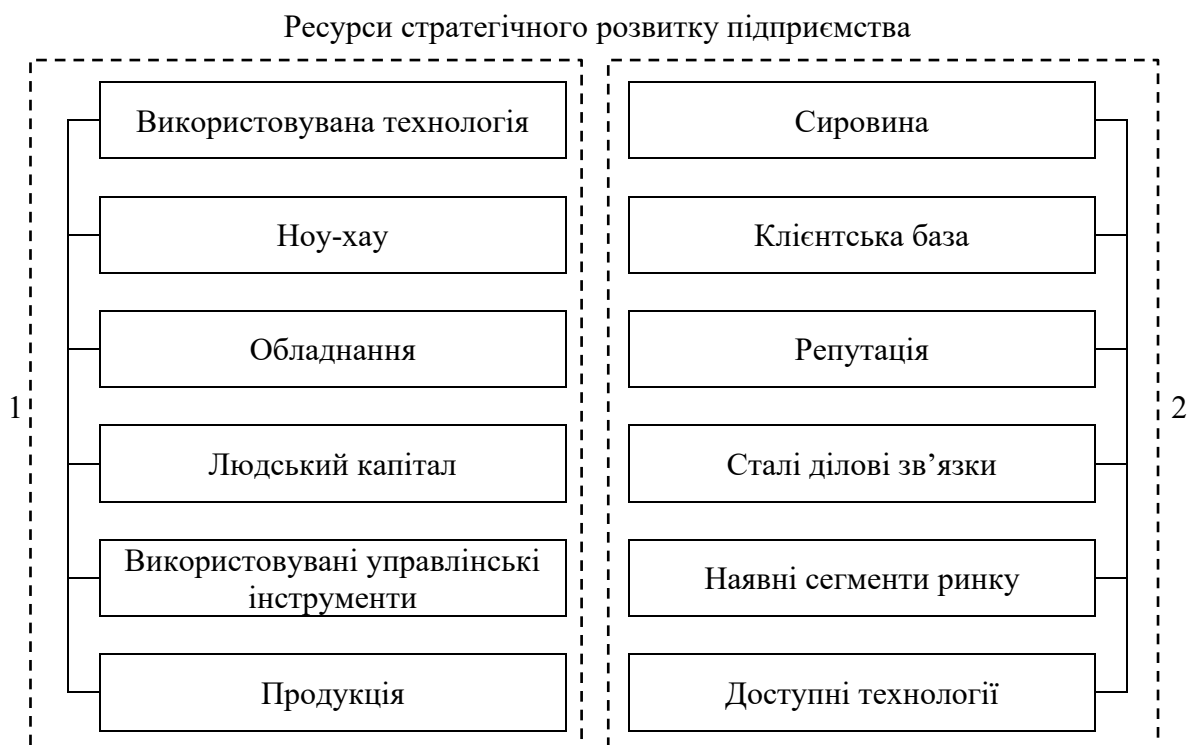 Ресурси стратегічного розвитку підприємства
Використовувана технологія
Ноу-хау
Обладнання
Людський капітал
Використовувані управлінські
інструменти
Продукція
1
Сировина
Клієнтська база
Репутація
Сталі ділові зв’язки
Наявні сегменти ринку
Доступні технології
2